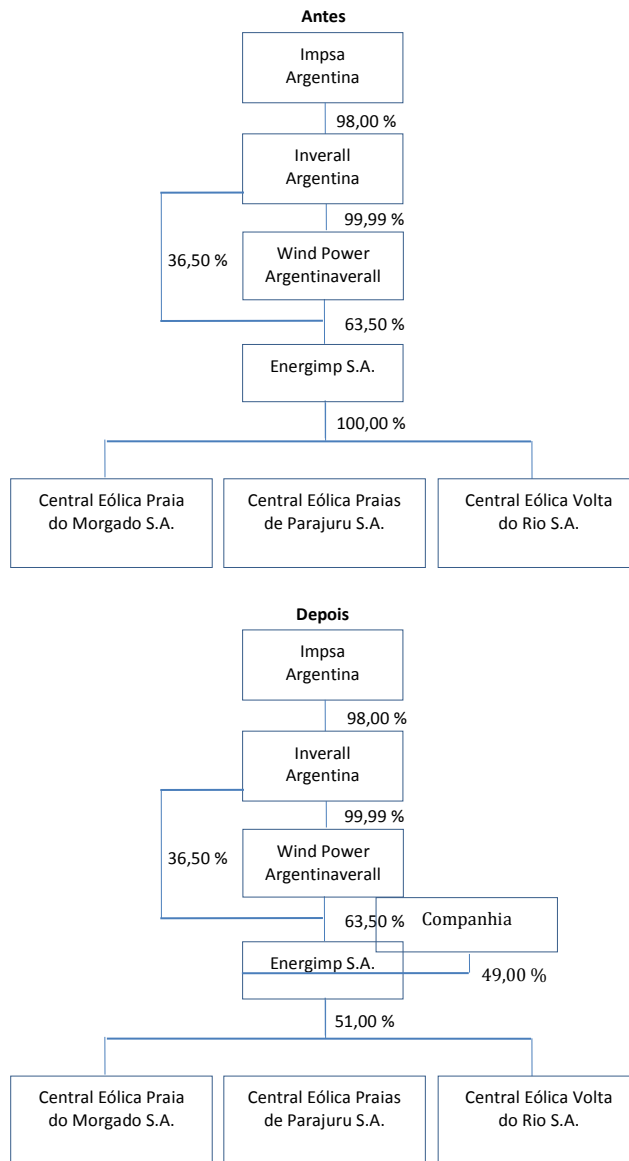 Antes
Impsa
Argentina
98,00 %
Inverall
Argentina
99,99 %
36,50 %
Wind Power
Argentinaverall
63,50 %
Energimp S.A.
100,00 %
Central Eólica Praia
do Morgado S.A.
Central Eólica Praias
de Parajuru S.A.
Central Eólica Volta
do Rio S.A.
Depois
Impsa
Argentina
98,00 %
Inverall
Argentina
99,99 %
36,50 %
Wind Power
Argentinaverall
63,50 %
Companhia
Energimp S.A.
49,00 %
51,00 %
Central Eólica Praia
do Morgado S.A.
Central Eólica Praias
de Parajuru S.A.
Central Eólica Volta
do Rio S.A.